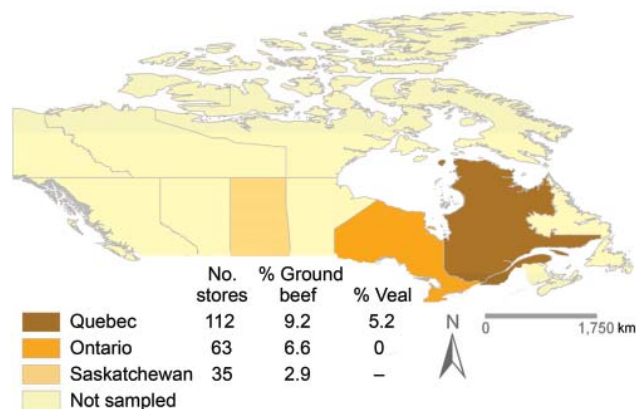 No. stores % Ground beef % Veal
Quebec 112 9.2 5.2
Ontario 63 6.6 0
Saskatchewan 35 2.9 –
Not sampled
N
0 1,750 km